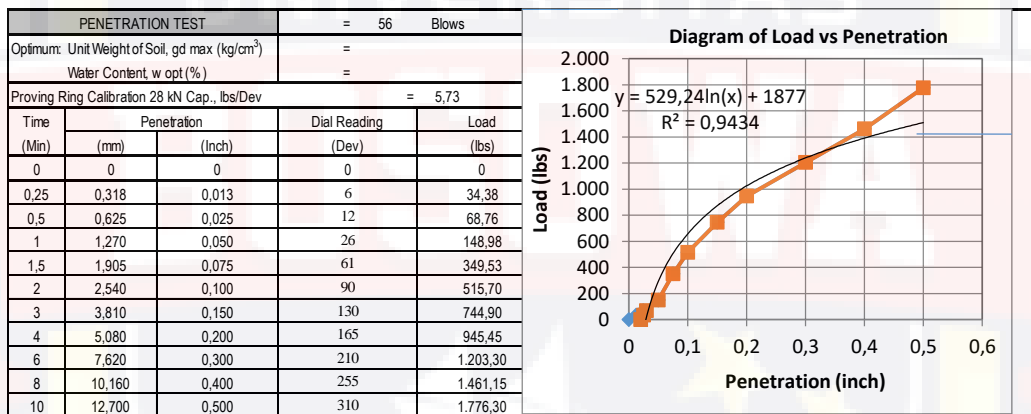 PENETRATION TEST = 56 Blows
Optimum: Unit Weight of Soil, gd max (kg/cm³) =
Water Content, w opt (%) =
Proving Ring Calibration 28 kN Cap., lbs/Dev = 5,73
Time Penetration Dial Reading Load
(Min) (mm) (Inch) (Dev) (lbs)
0 0 0 0 0
0,25 0,318 0,013 6 34,38
0,5 0,625 0,025 12 68,76
1 1,270 0,050 26 148,98
1,5 1,905 0,075 61 349,53
2 2,540 0,100 90 515,70
3 3,810 0,150 130 744,90
4 5,080 0,200 165 945,45
6 7,620 0,300 210 1.203,30
8 10,160 0,400 255 1.461,15
10 12,700 0,500 310 1.776,30
Diagram of Load vs Penetration
y = 529,24ln(x) + 1877
R² = 0,9434
Load (lbs)
2.000
1.800
1.600
1.400
1.200
1.000
800
600
400
200
0
0 0,1 0,2 0,3 0,4 0,5 0,6
Penetration (inch)